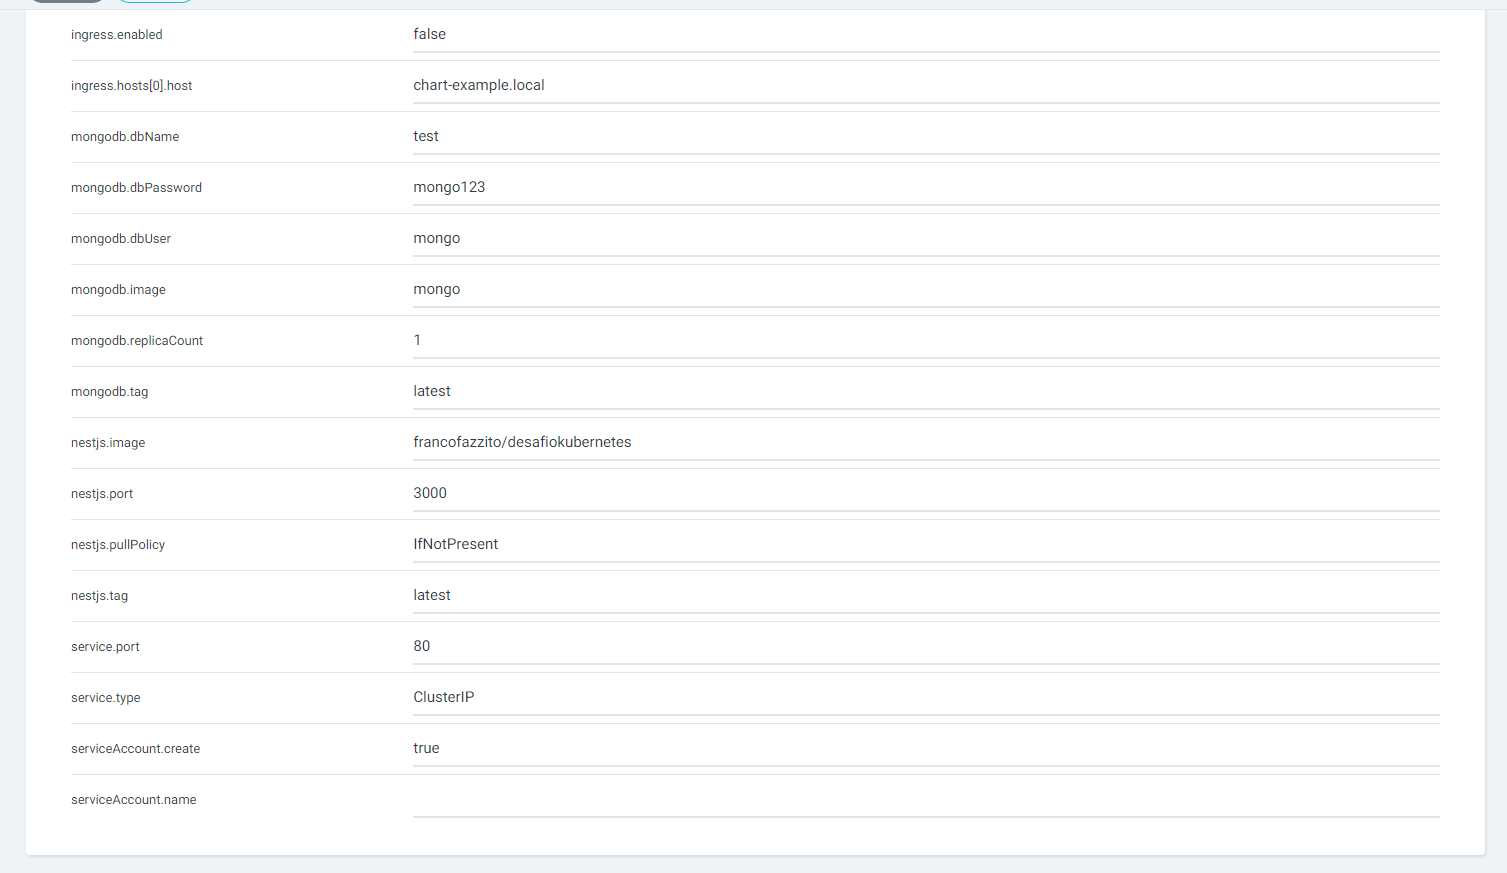 ingress.enabled false
ingress.hosts[0].host chart-example.local
mongodb.dbName test
mongodb.dbPassword mongo123
mongodb.dbUser mongo
mongodb.image mongo
mongodb.replicaCount 1
mongodb.tag latest
nestjs.image francofazzito/desafiokubernetes
nestjs.port 3000
nestjs.pullPolicy IfNotPresent
nestjs.tag latest
service.port 80
service.type ClusterIP
serviceAccount.create true
serviceAccount.name